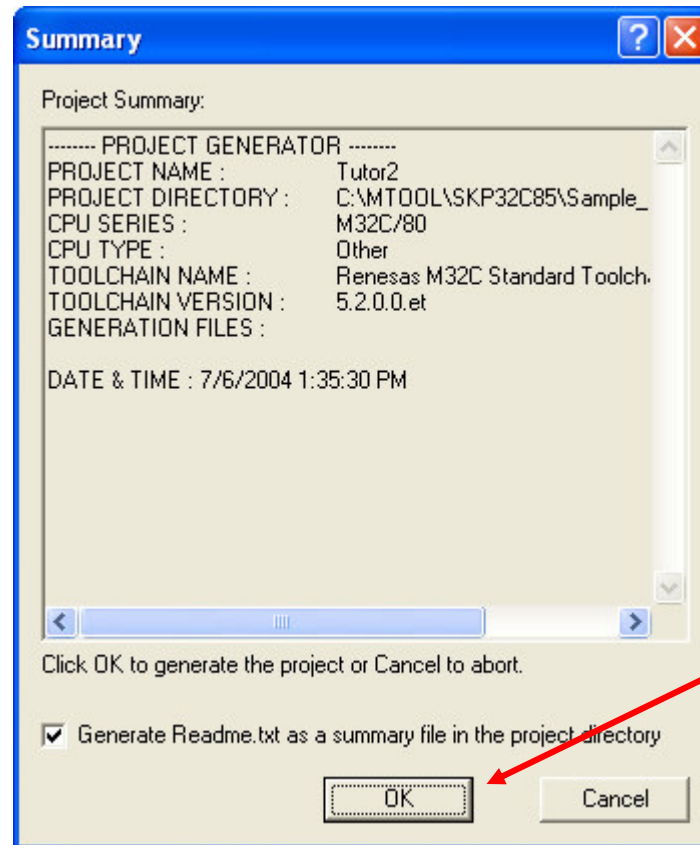 Summary
?
Project Summary:
-------- PROJECT GENERATOR --------
PROJECT NAME : Tutor2
PROJECT DIRECTORY : C:\MTOOL\SKP32C85\Sample_
CPU SERIES : M32C/80
CPU TYPE : Other
TOOLCHAIN NAME : Renesas M32C Standard Toolch
TOOLCHAIN VERSION : 5.2.0.0.et
GENERATION FILES :
DATE & TIME : 7/6/2004 1:35:30 PM
Click OK to generate the project or Cancel to abort.
Generate Readme.txt as a summary file in the project directory
OK Cancel